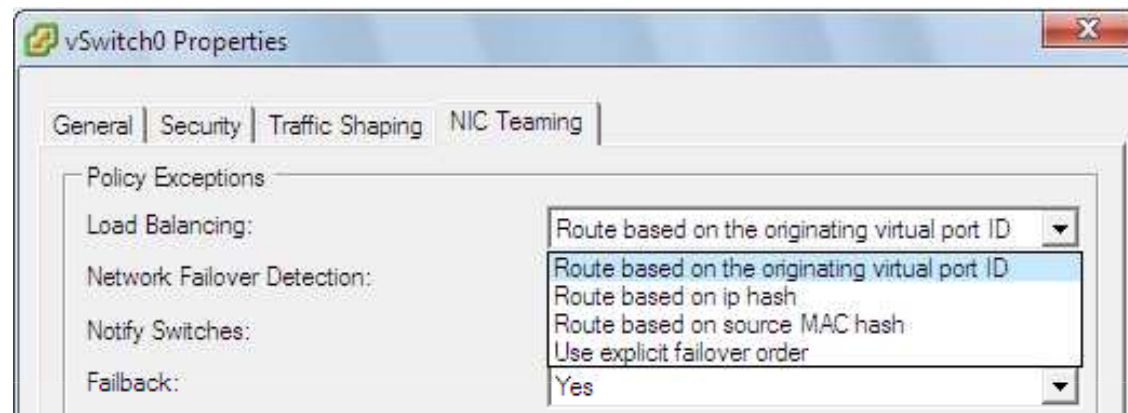 vSwitch0 Properties
General Security Traffic Shaping NIC Teaming
Policy Exceptions
Load Balancing: Route based on the originating virtual port ID
Route based on the originating virtual port ID
Network Failover Detection:
Route based on ip hash
Route based on source MAC hash
Notify Switches:
Use explicit failover order
Failback: Yes